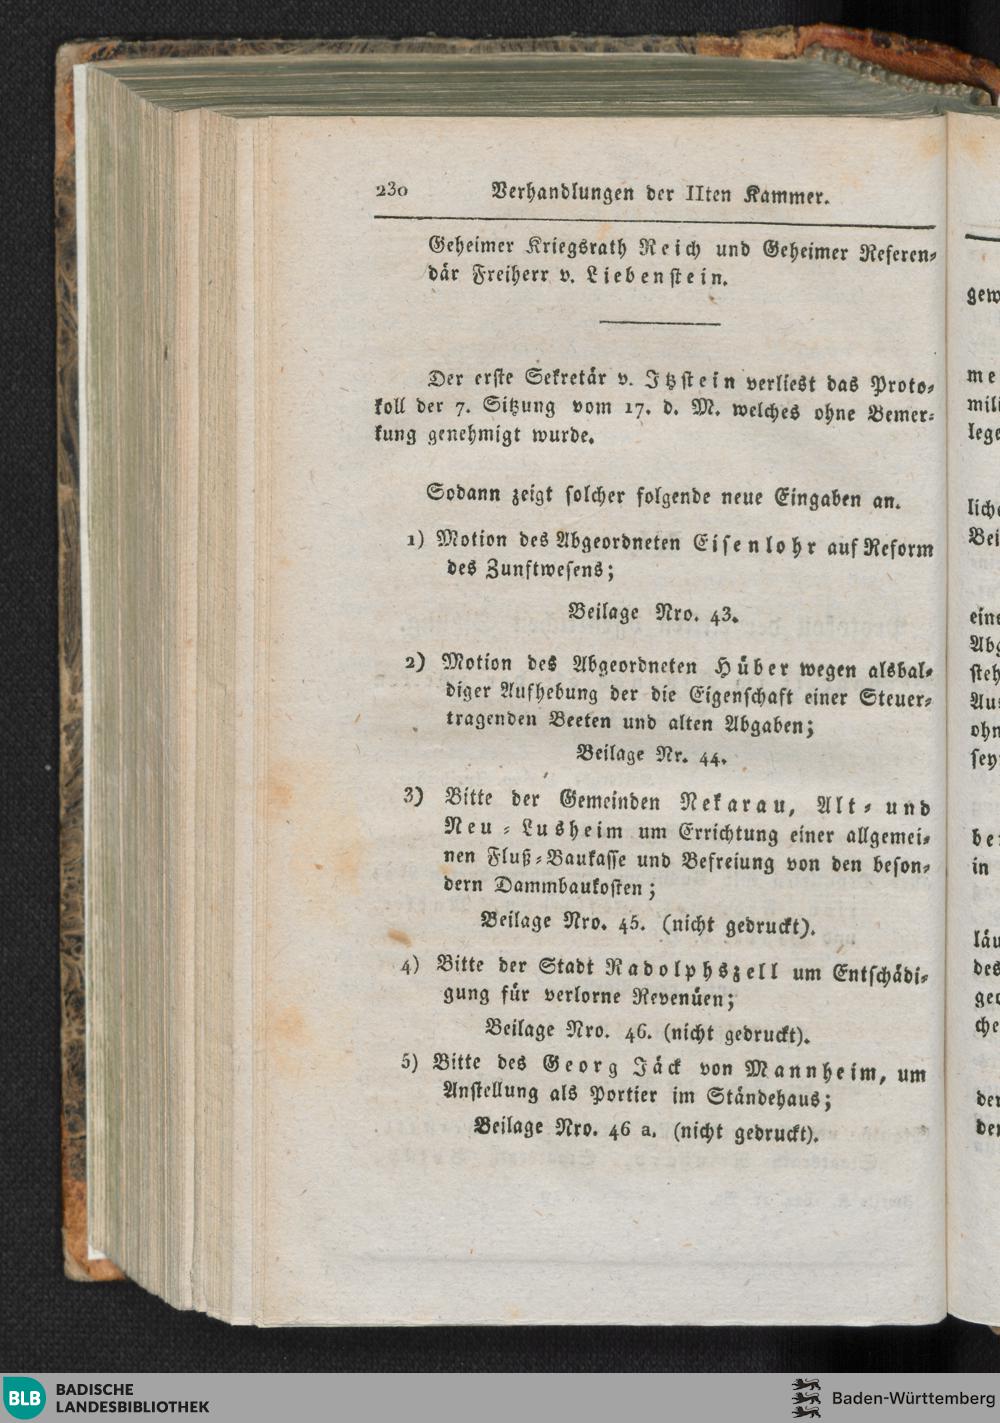 230 Verhandlungen der IIten Kammer.
Geheimer Kriegsrath Reich und Geheimer Referen-
där Freiherr v. Liebenstein.
Der erste Sekretär v. Itzstein verliest das Proto-
koll der 7. Sitzung vom 17. d. M. welches ohne Bemer-
kung genehmigt wurde.
Sodann zeigt solcher folgende neue Eingaben an.
1) Motion des Abgeordneten Eisenlohr auf Reform
des Zunftwesens;
Beilage Nro. 43.
2) Motion des Abgeordneten Hüber wegen alsbal-
diger Aufhebung der die Eigenschaft einer Steuer-
tragenden Beeten und alten Abgaben;
Beilage Nr. 44.
3) Bitte der Gemeinden Nekarau, Alt- und
Neu-Lusheim um Errichtung einer allgemei-
nen Fluß-Baukasse und Befreiung von den beson-
dern Dammbaukosten;
Beilage Nro. 45. (nicht gedruckt).
4) Bitte der Stadt Radolphszell um Entschädi-
gung für verlorne Revenüen;
Beilage Nro. 46. (nicht gedruckt).
5) Bitte des Georg Jäck von Mannheim, um
Anstellung als Portier im Ständehaus;
Beilage Nro. 46 a. (nicht gedruckt).
BLB BADISCHE
LANDESBIBLIOTHEK
Baden-Württemberg